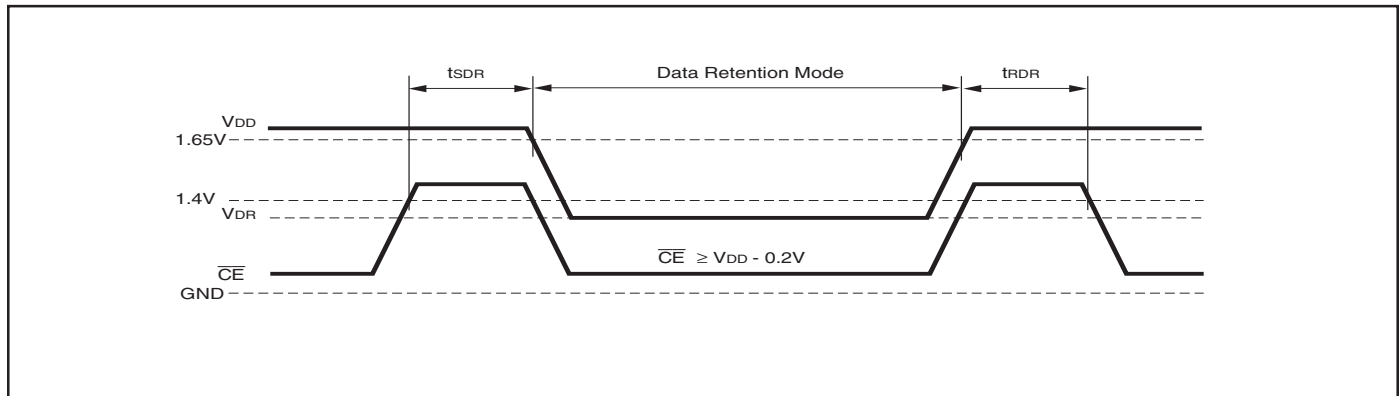 tSDR Data Retention Mode tRDR
VDD
1.65V
1.4V
VDR
CE ≥ VDD - 0.2V
CE
GND